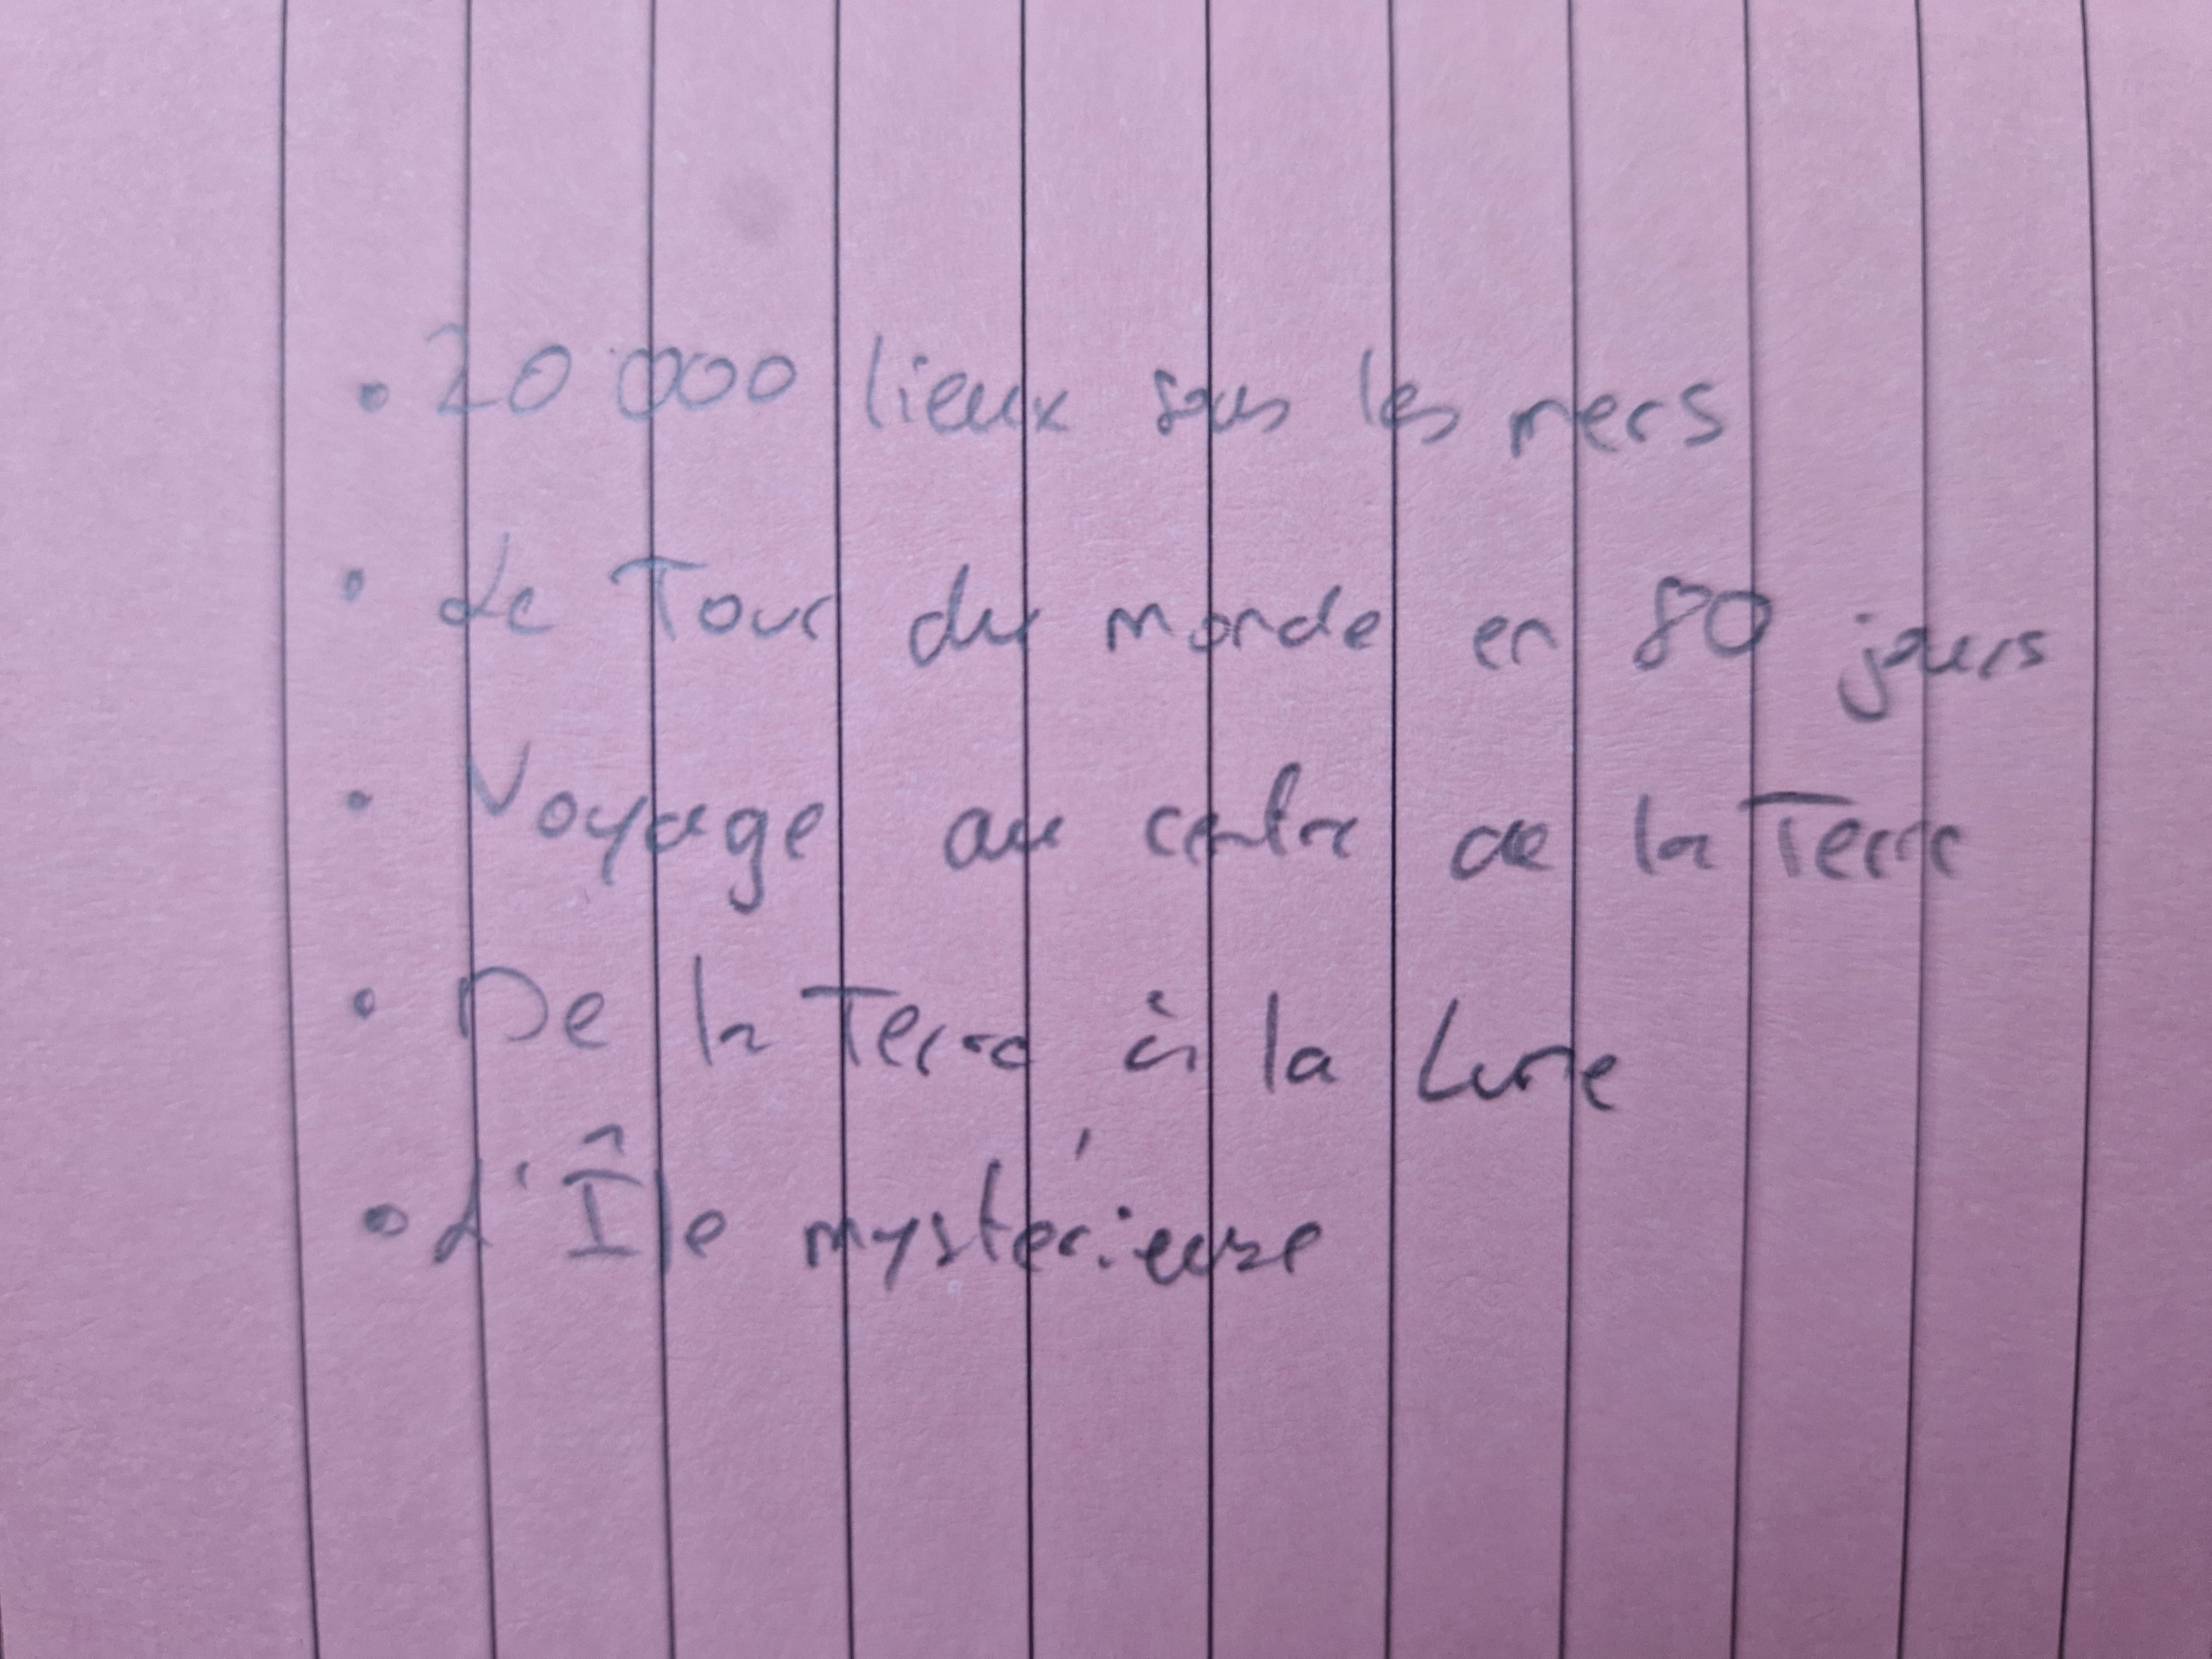 • 20 000 lieux sous les mers
• Le Tour du monde en 80 jours
• Voyage au centre de la Terre
• De la Terre à la Lune
• L'Île mystérieuse